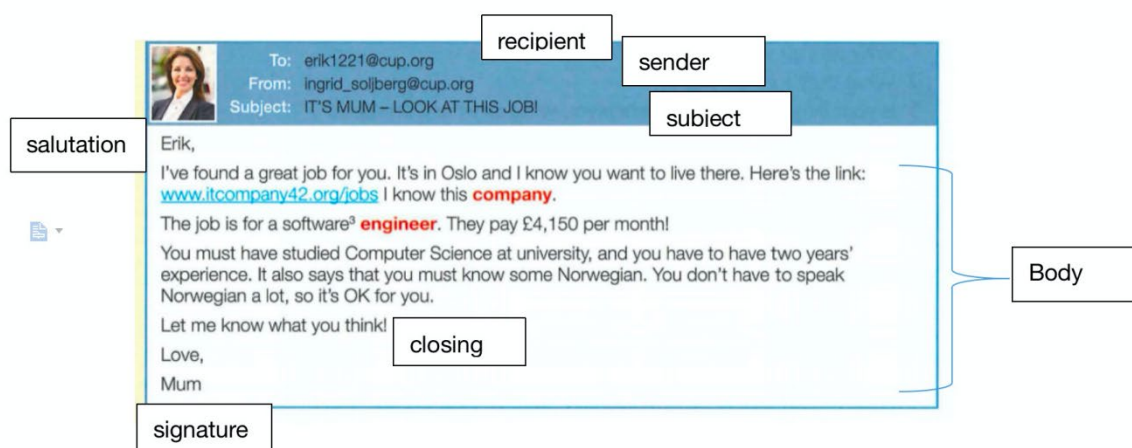 recipient
To: erik1221@cup.org
sender
From: ingrid_soljberg@cup.org
Subject: IT'S MUM – LOOK AT THIS JOB!
subject
salutation
Erik,
I've found a great job for you. It's in Oslo and I know you want to live there. Here's the link:
www.itcompany42.org/jobs I know this company.
The job is for a software³ engineer. They pay £4,150 per month!
You must have studied Computer Science at university, and you have to have two years'
experience. It also says that you must know some Norwegian. You don't have to speak
Norwegian a lot, so it's OK for you.
Body
Let me know what you think!
closing
Love,
Mum
signature